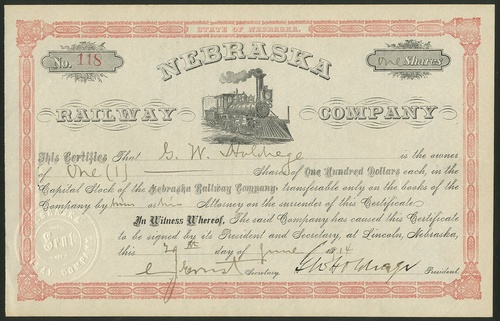 STATE OF NEBRASKA.
No. 118
NEBRASKA
One Shares
RAILWAY COMPANY
This Certifies That G. W. Holdrege is the owner
of One (1) Shares of One Hundred Dollars each, in the
Capital Stock of the Nebraska Railway Company, transferable only on the books of the
Company by him or his Attorney on the surrender of this Certificate
In Witness Whereof, The said Company has caused this Certificate
to be signed by its President and Secretary, at Lincoln, Nebraska,
this 29th day of June 14
Secretary. G W Holdrege President.
Seal